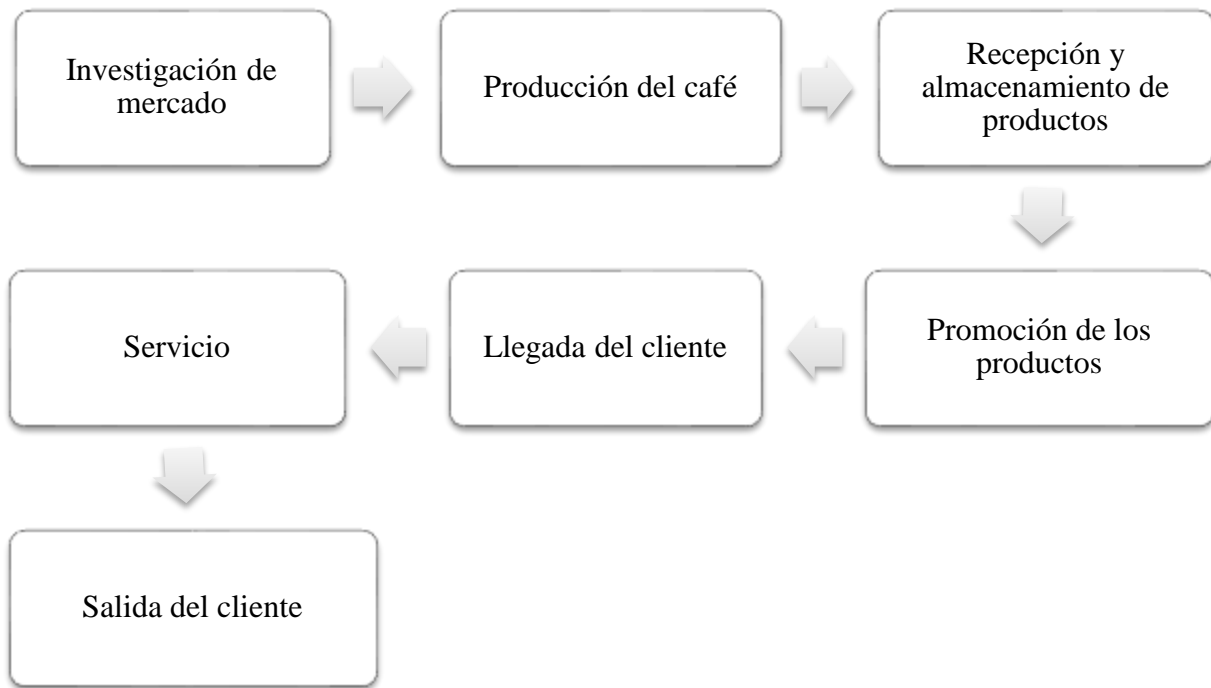 Investigación de
mercado
Producción del café
Recepción y
almacenamiento de
productos
Promoción de los
productos
Llegada del cliente
Servicio
Salida del cliente